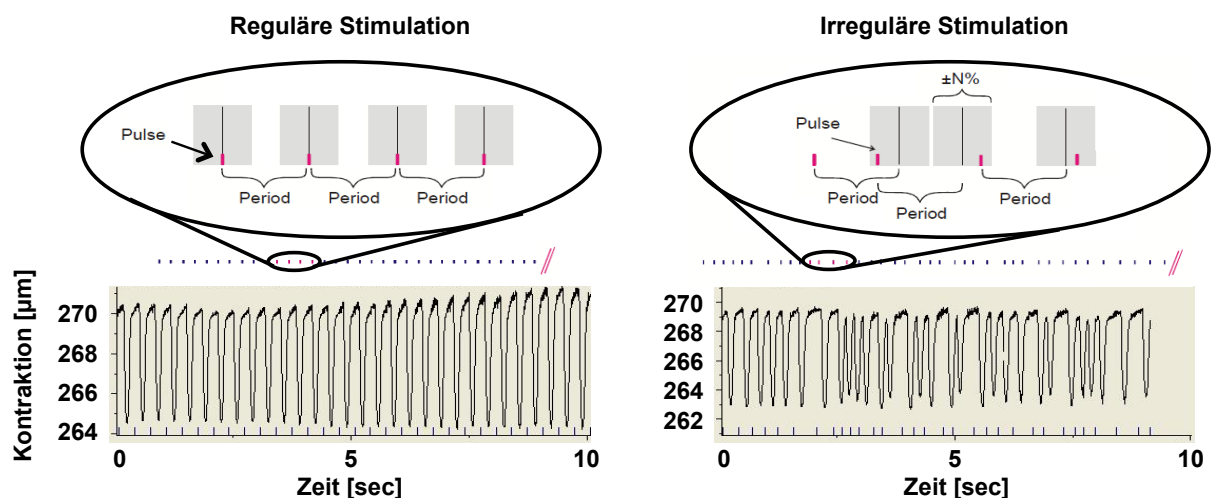 Reguläre Stimulation
Pulse
Period
Period
Period
Kontraktion [µm]
270
268
266
264
0
5
10
Zeit [sec]
Irreguläre Stimulation
±N%
Pulse
Period
Period
Period
270
268
266
264
262
0
5
10
Zeit [sec]